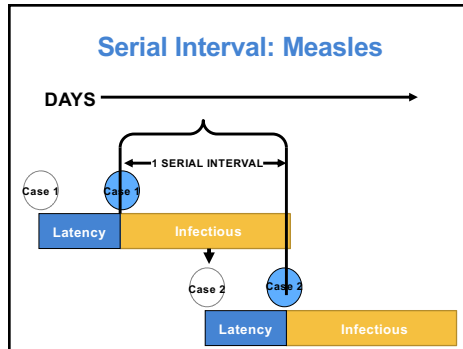 Serial Interval: Measles
DAYS
1 SERIAL INTERVAL
Case 1
Case 1
Latency
Infectious
Case 2
Case 2
Latency
Infectious